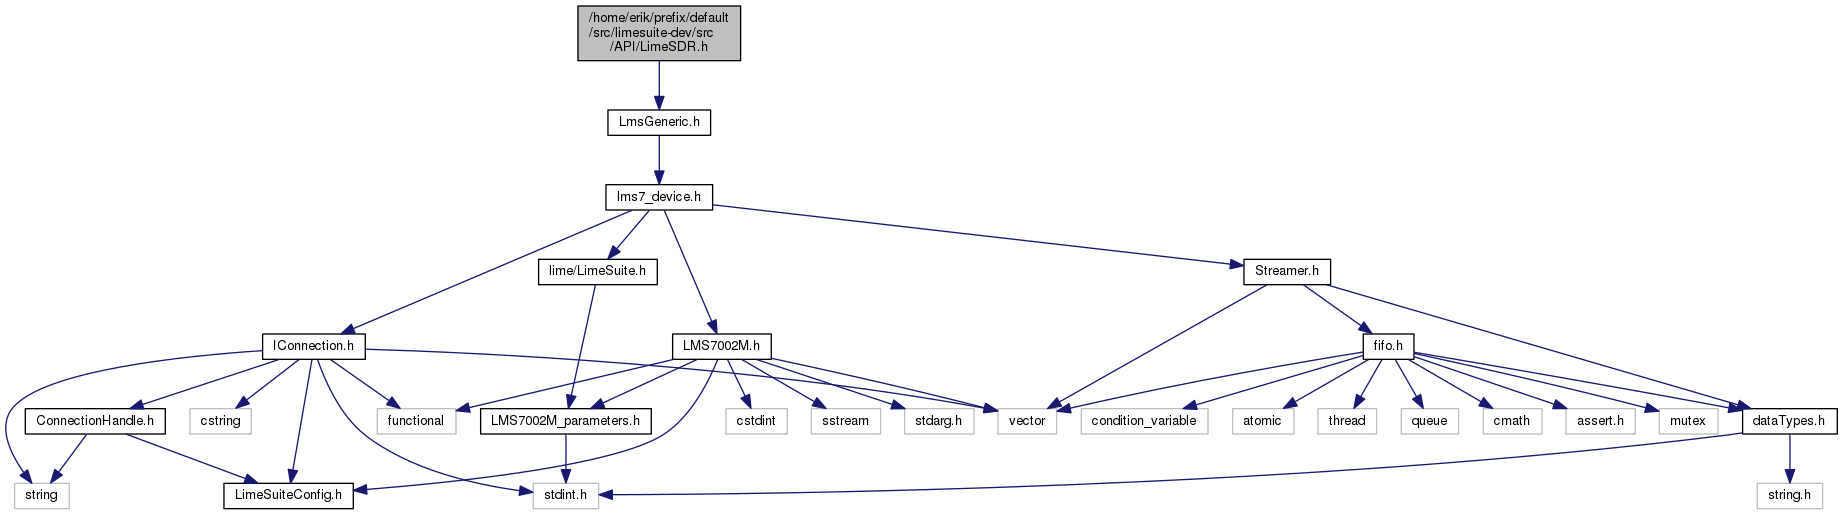 /home/erik/prefix/default
/src/limesuite-dev/src
/API/LimeSDR.h
LmsGeneric.h
lms7_device.h
lime/LimeSuite.h
Streamer.h
IConnection.h
LMS7002M.h
fifo.h
ConnectionHandle.h
cstring
functional
LMS7002M_parameters.h
cstdint
sstream
stdarg.h
vector
condition_variable
atomic
thread
queue
cmath
assert.h
mutex
dataTypes.h
string
LimeSuiteConfig.h
stdint.h
string.h